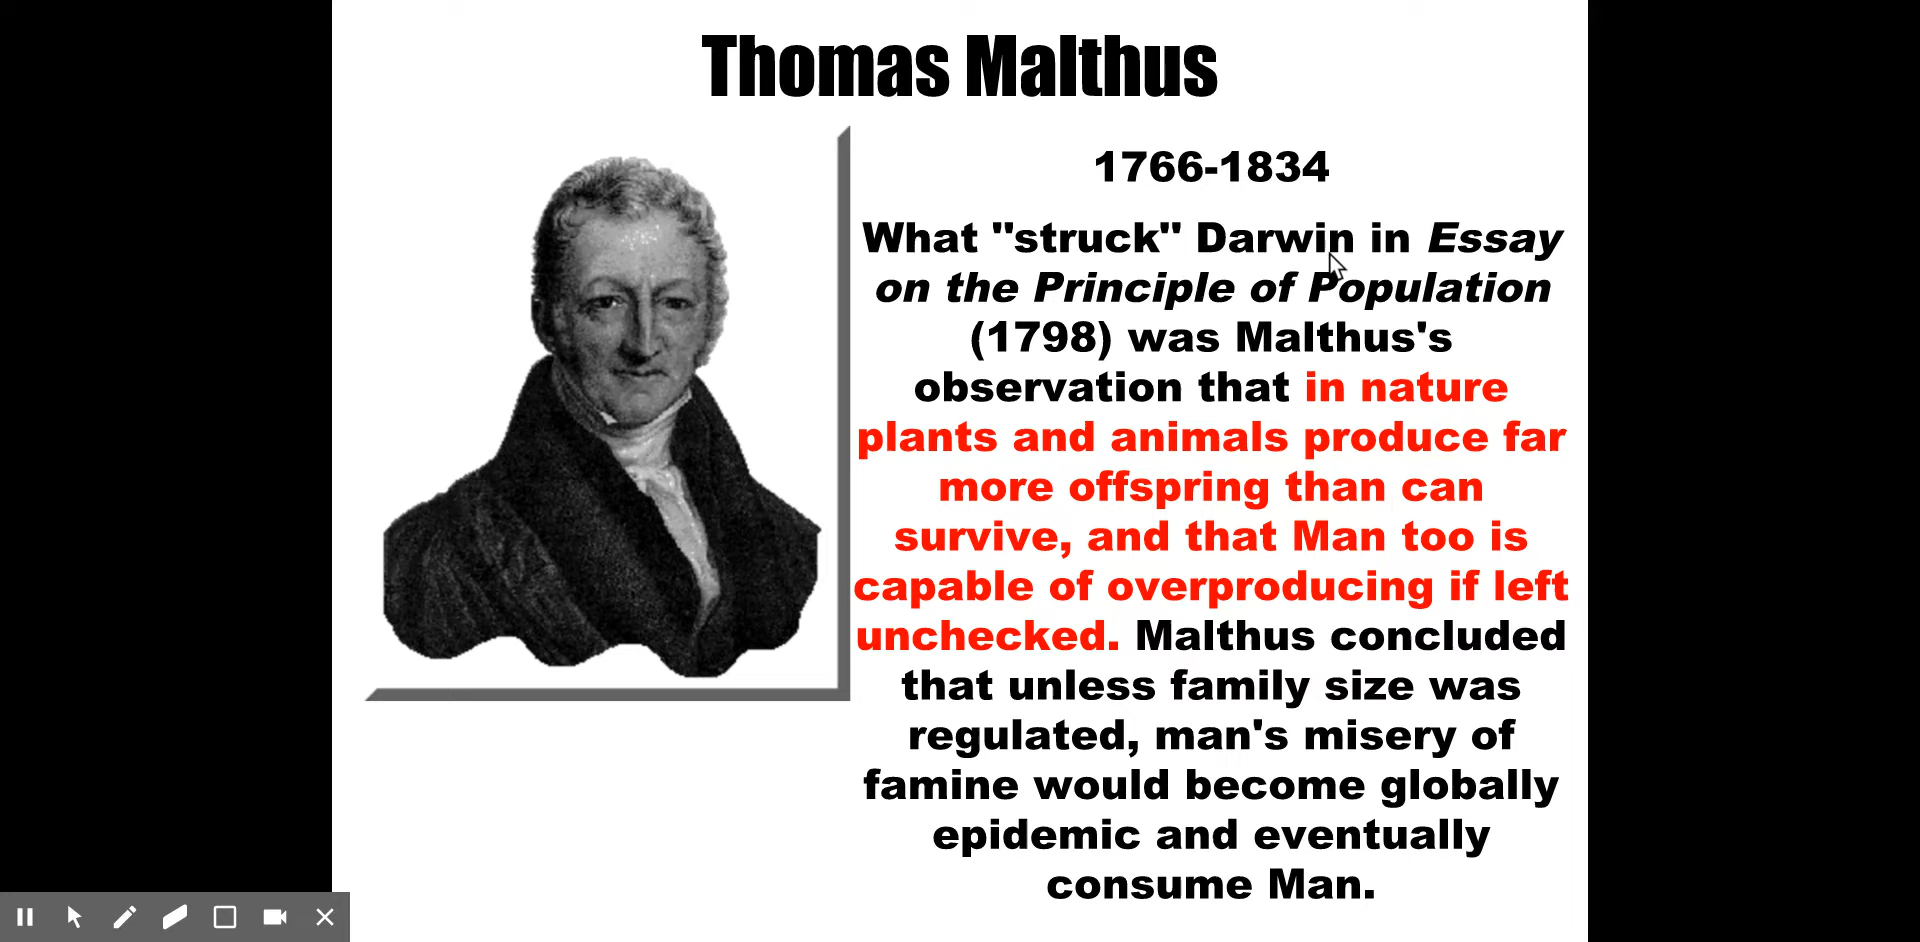 Thomas Malthus
1766-1834
What "struck" Darwin in Essay
on the Principle of Population
(1798) was Malthus's
observation that in nature
plants and animals produce far
more offspring than can
survive, and that Man too is
capable of overproducing if left
unchecked. Malthus concluded
that unless family size was
regulated, man's misery of
famine would become globally
epidemic and eventually
consume Man.